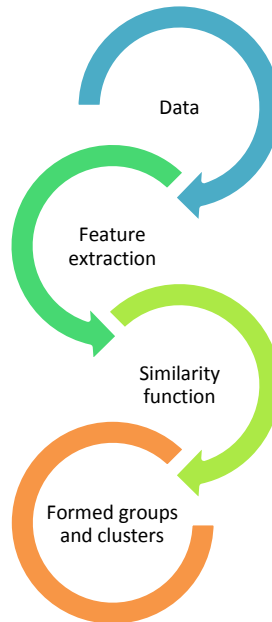 Data
Feature
extraction
Similarity
function
Formed groups
and clusters